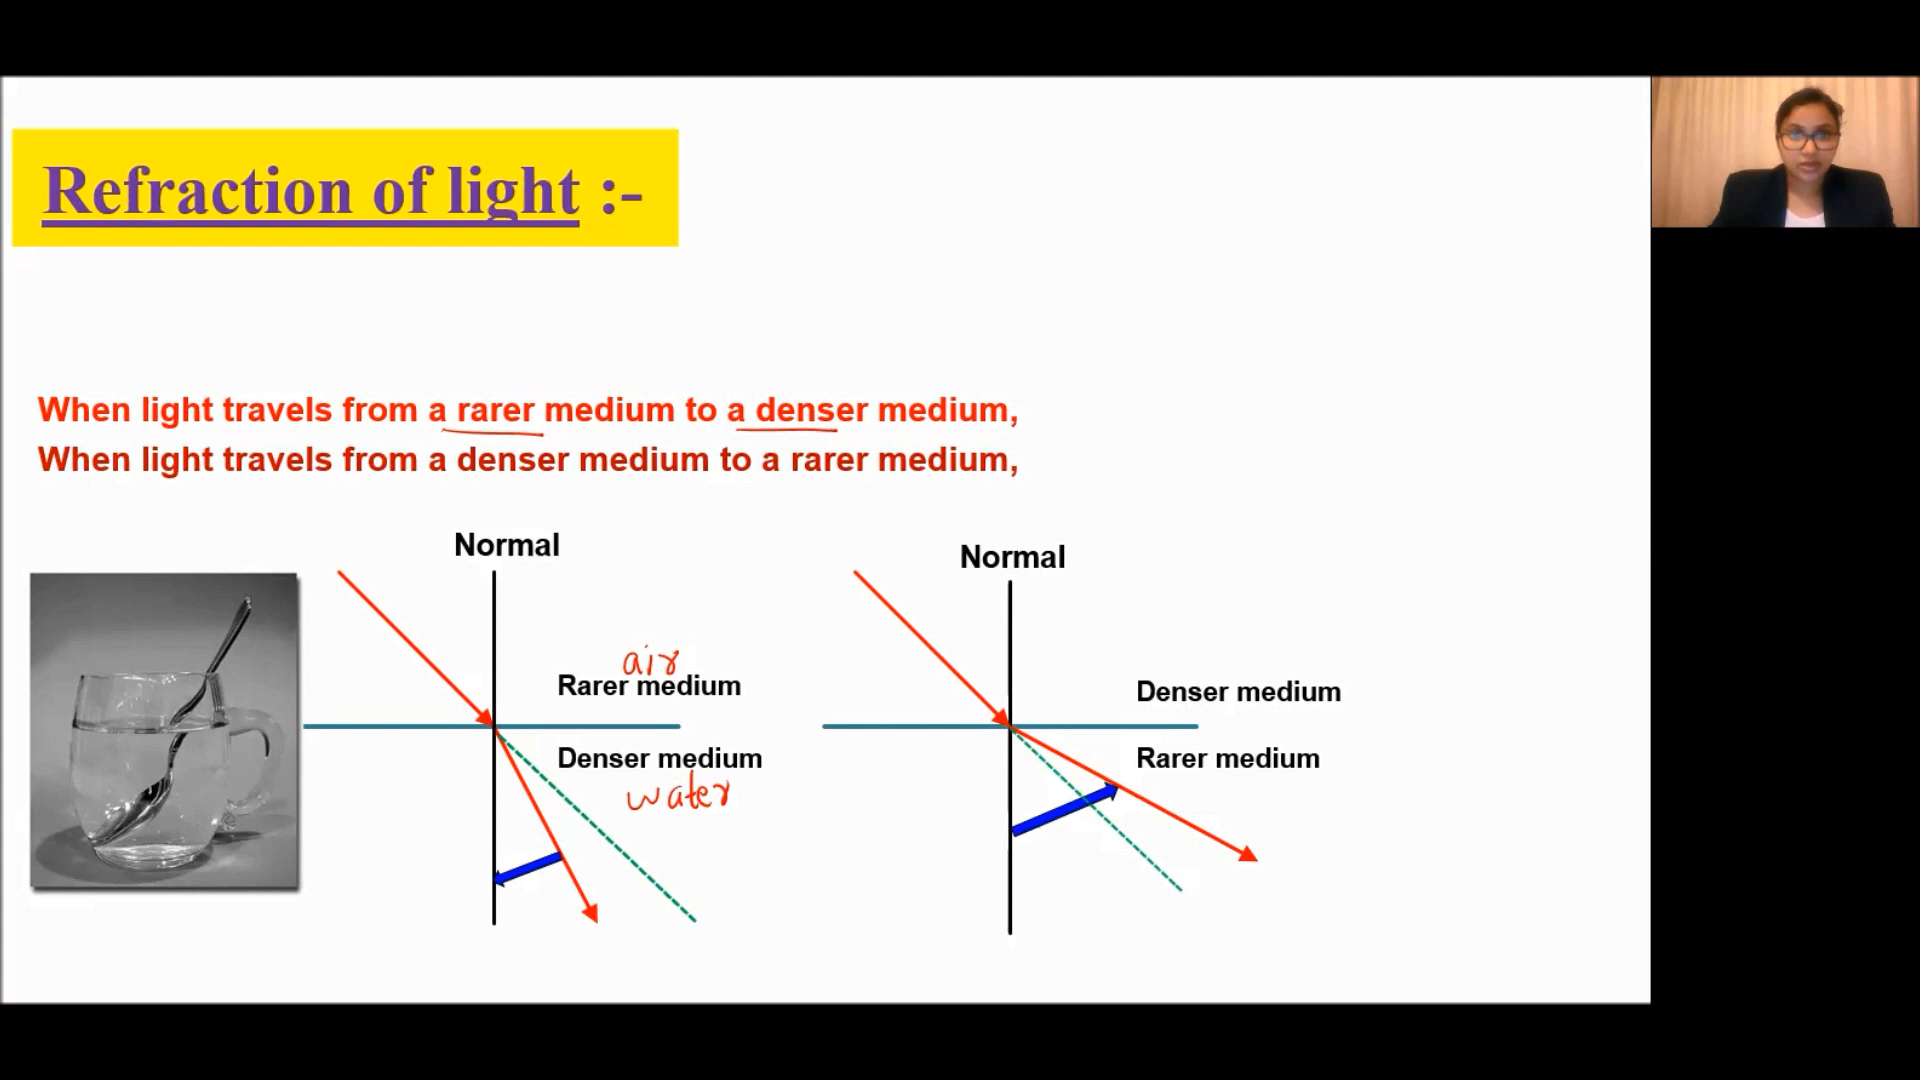 Refraction of light :-
When light travels from a rarer medium to a denser medium,
When light travels from a denser medium to a rarer medium,
Normal
air
Rarer medium
Denser medium
water
Normal
Denser medium
Rarer medium